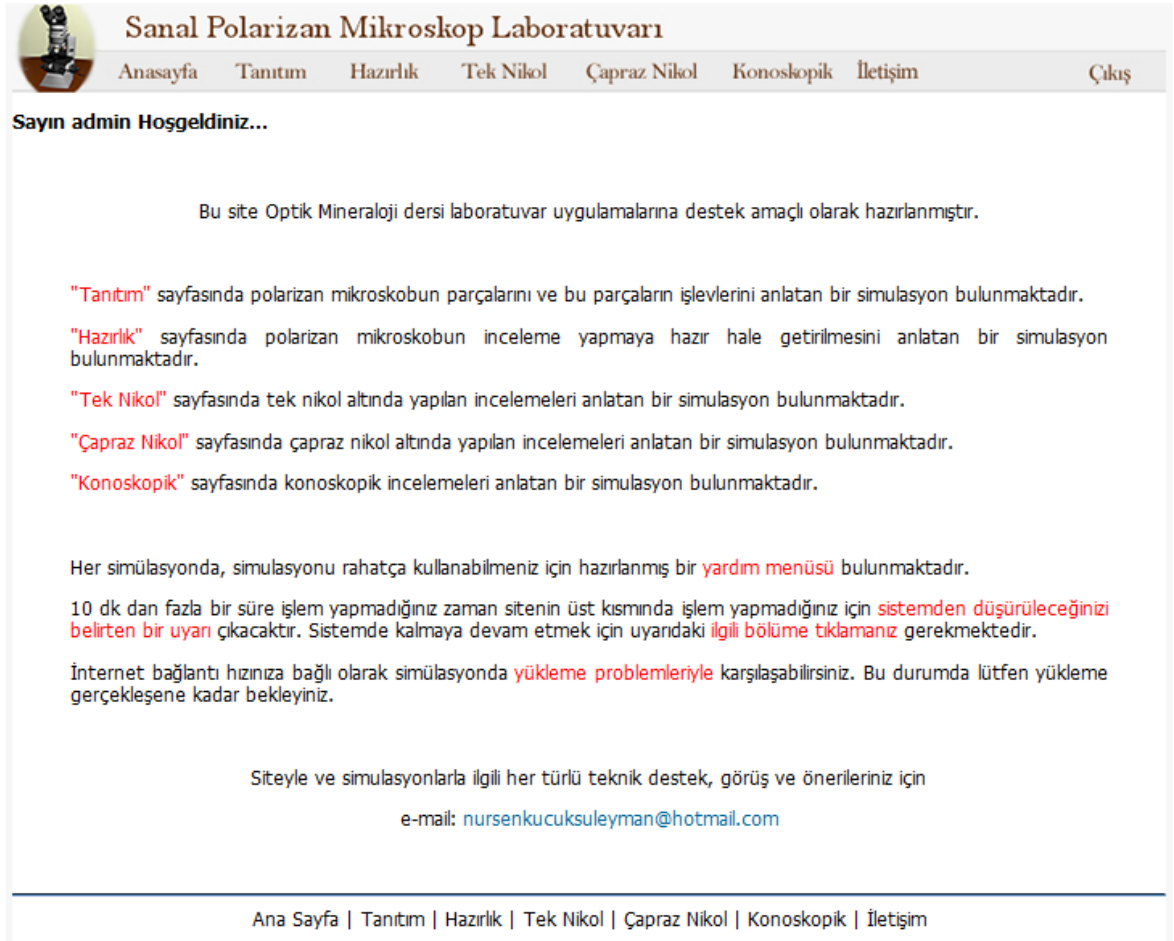 Sanal Polarizan Mikroskop Laboratuvarı
Anasayfa Tanıtım Hazırlık Tek Nikol Çapraz Nikol Konoskopik İletişim Çıkış
Sayın admin Hoşgeldiniz...
Bu site Optik Mineraloji dersi laboratuvar uygulamalarına destek amaçlı olarak hazırlanmıştır.
"Tanıtım" sayfasında polarizan mikroskobun parçalarını ve bu parçaların işlevlerini anlatan bir simulasyon bulunmaktadır.
"Hazırlık" sayfasında polarizan mikroskobun inceleme yapmaya hazır hale getirilmesini anlatan bir simulasyon
bulunmaktadır.
"Tek Nikol" sayfasında tek nikol altında yapılan incelemeleri anlatan bir simulasyon bulunmaktadır.
"Çapraz Nikol" sayfasında çapraz nikol altında yapılan incelemeleri anlatan bir simulasyon bulunmaktadır.
"Konoskopik" sayfasında konoskopik incelemeleri anlatan bir simulasyon bulunmaktadır.
Her simülasyonda, simulasyonu rahatça kullanabilmeniz için hazırlanmış bir yardım menüsü bulunmaktadır.
10 dk dan fazla bir süre işlem yapmadığınız zaman sitenin üst kısmında işlem yapmadığınız için sistemden düşürüleceğinizi
belirten bir uyarı çıkacaktır. Sistemde kalmaya devam etmek için uyarıdaki ilgili bölüme tıklamanız gerekmektedir.
İnternet bağlantı hızınıza bağlı olarak simülasyonda yükleme problemleriyle karşılaşabilirsiniz. Bu durumda lütfen yükleme
gerçekleşene kadar bekleyiniz.
Siteyle ve simulasyonlarla ilgili her türlü teknik destek, görüş ve önerileriniz için
e-mail: nursenkucuksuleyman@hotmail.com
Ana Sayfa | Tanıtım | Hazırlık | Tek Nikol | Çapraz Nikol | Konoskopik | İletişim